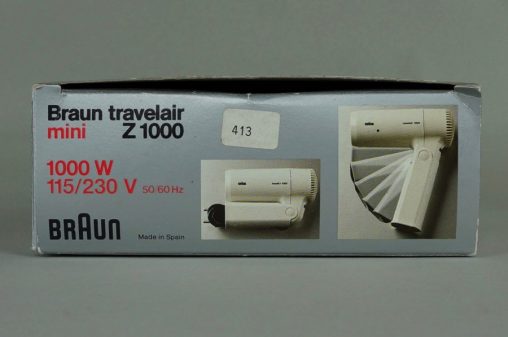 Braun travelair
mini Z 1000
413
1000 W
115/230 V 50/60 Hz
BRAUN
Made in Spain